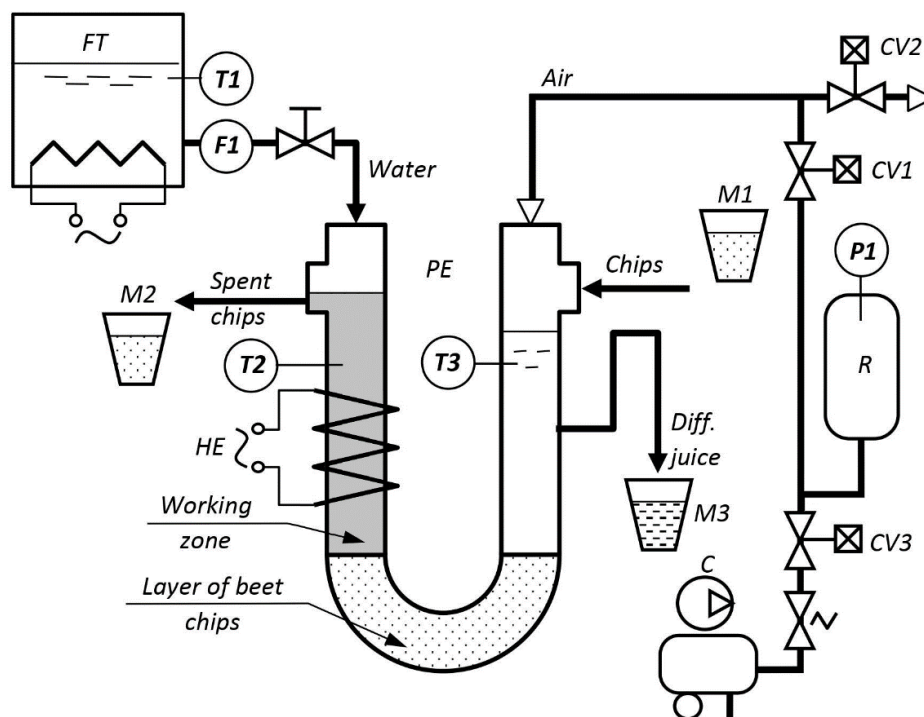 FT
T1
F1
Water
Air
CV2
CV1
M1
P1
PE
Chips
Spent
chips
M2
T2
T3
R
HE
Diff.
juice
M3
Working
zone
CV3
C
Layer of beet
chips